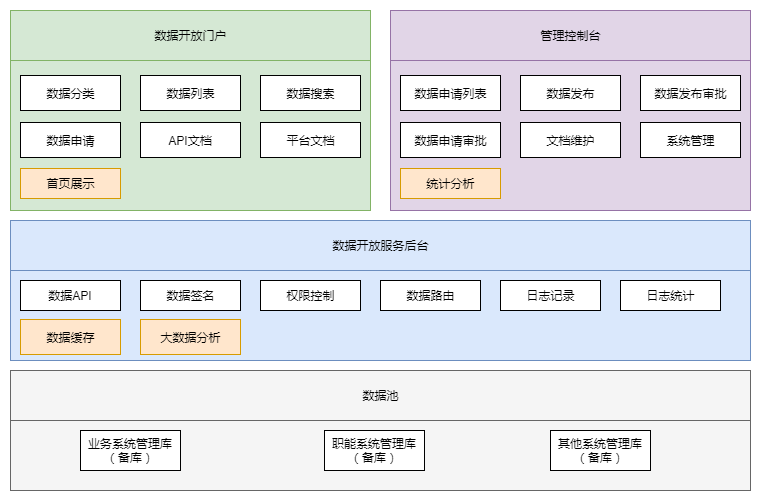 数据开放门户
数据分类
数据列表
数据搜索
数据申请
API文档
平台文档
首页展示
管理控制台
数据申请列表
数据发布
数据发布审批
数据申请审批
文档维护
系统管理
统计分析
数据开放服务后台
数据API
数据签名
权限控制
数据路由
日志记录
日志统计
数据缓存
大数据分析
数据池
业务系统管理库
（备库）
职能系统管理库
（备库）
其他系统管理库
（备库）